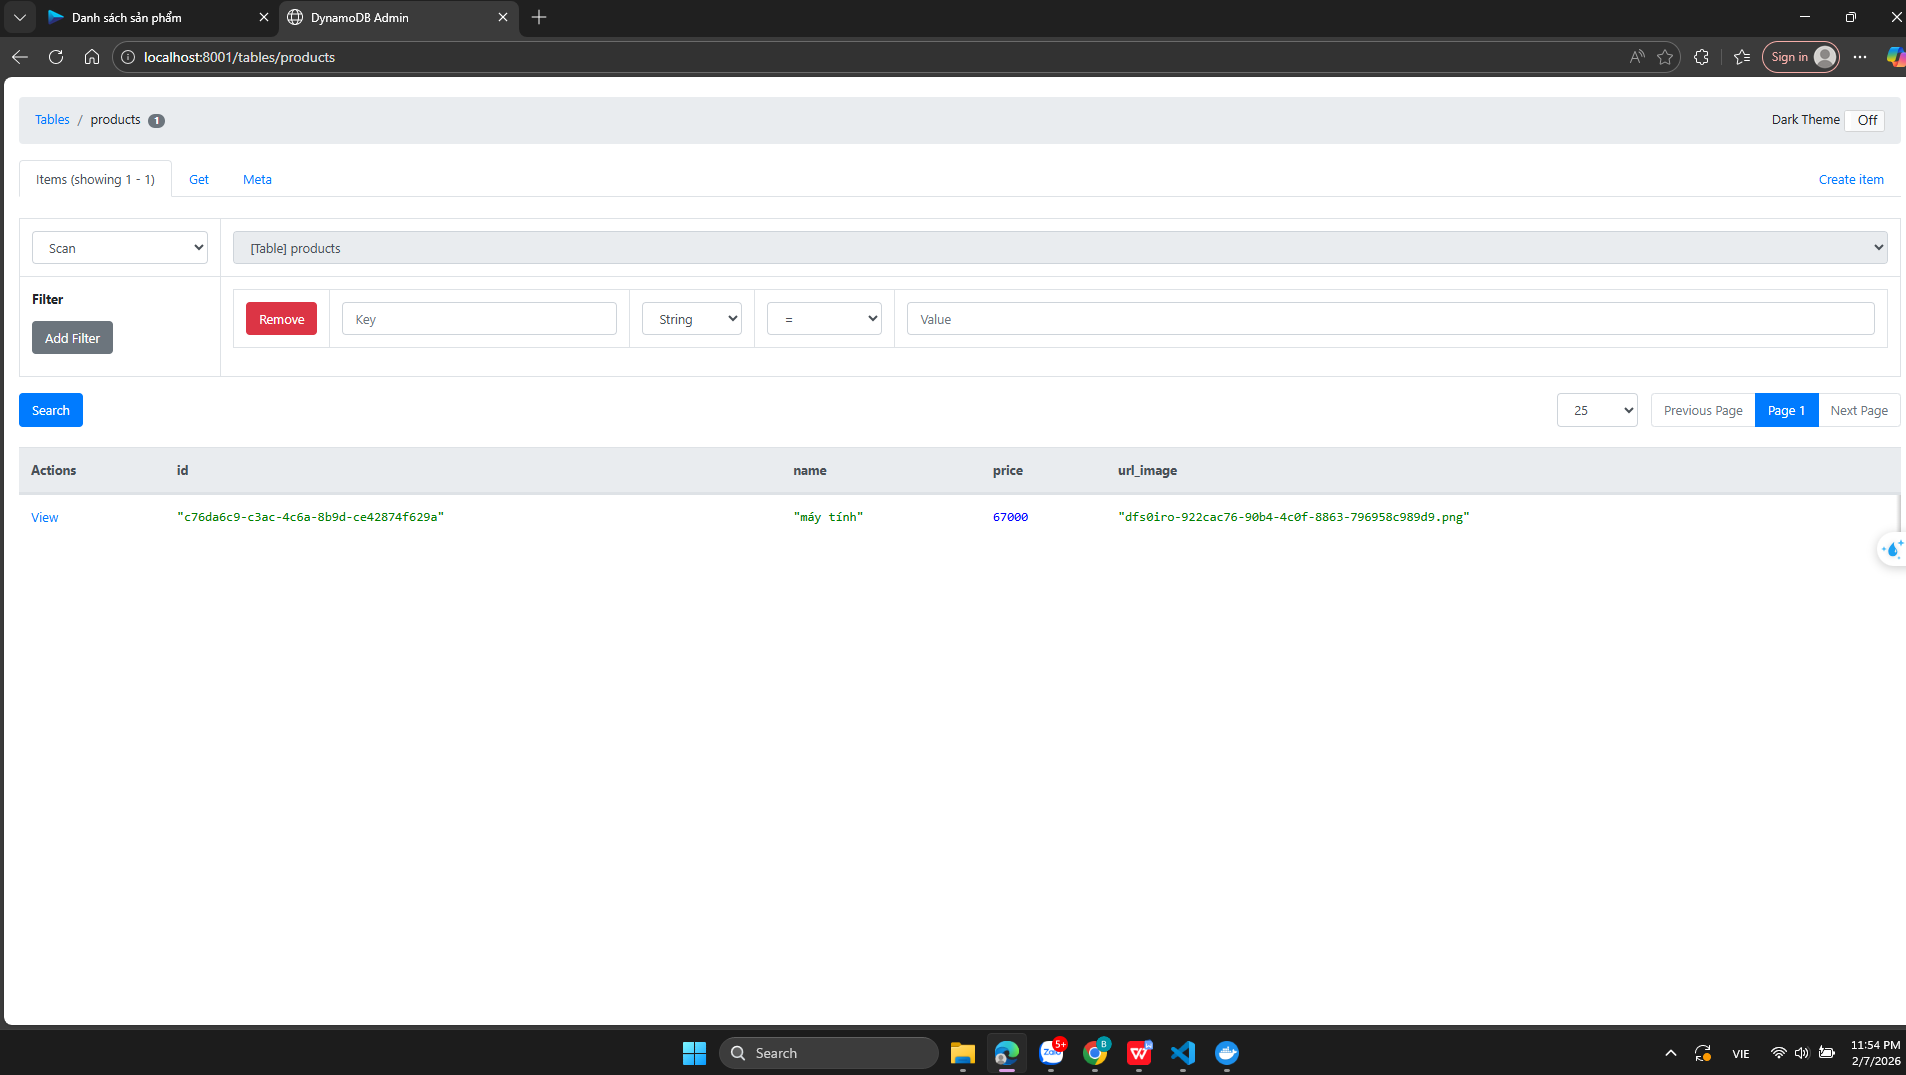 Danh sách sản phẩm
DynamoDB Admin
localhost:8001/tables/products
Sign in
Tables / products 1
Dark Theme Off
Items (showing 1 - 1)
Get
Meta
Create item
Scan
[Table] products
Filter
Add Filter
Remove
Key
String
=
Value
Search
25
Previous Page
Page 1
Next Page
Actions id name price url_image
View "c76da6c9-c3ac-4c6a-8b9d-ce42874f629a" "máy tính" 67000 "dfs0iro-922cac76-90b4-4c0f-8863-796958c989d9.png"
Search
Zalo
5+
B
W
VIE
11:54 PM
2/7/2026